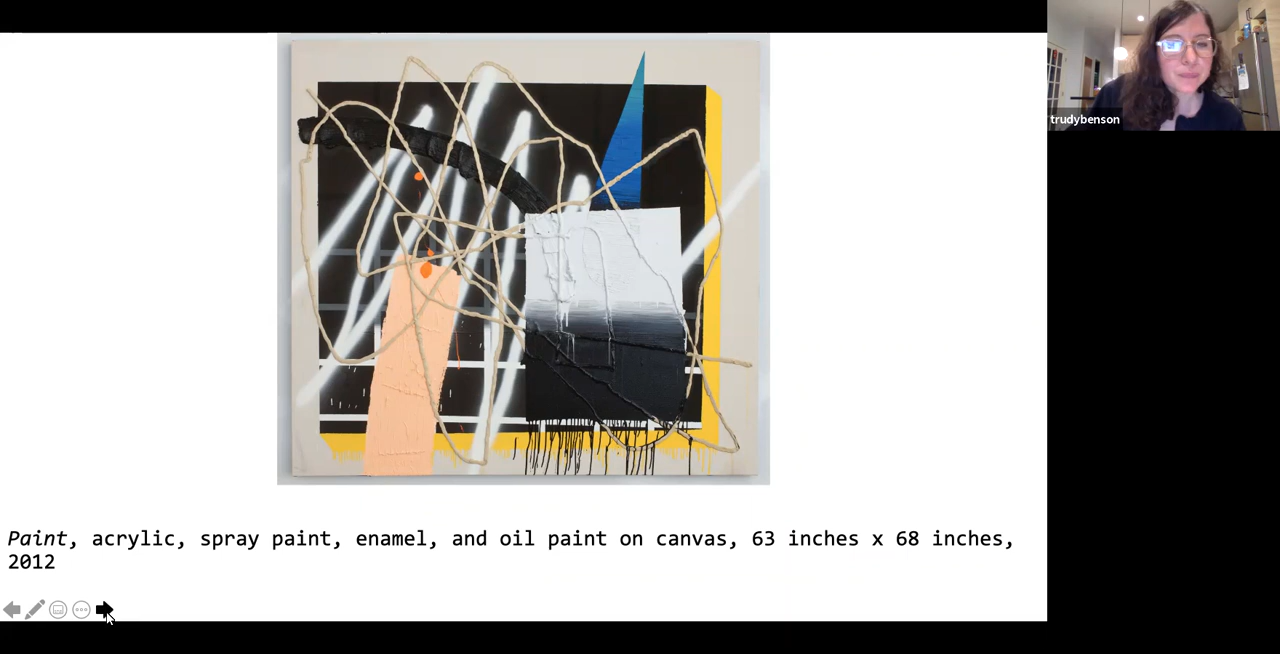 trudybenson
Paint, acrylic, spray paint, enamel, and oil paint on canvas, 63 inches x 68 inches,
2012